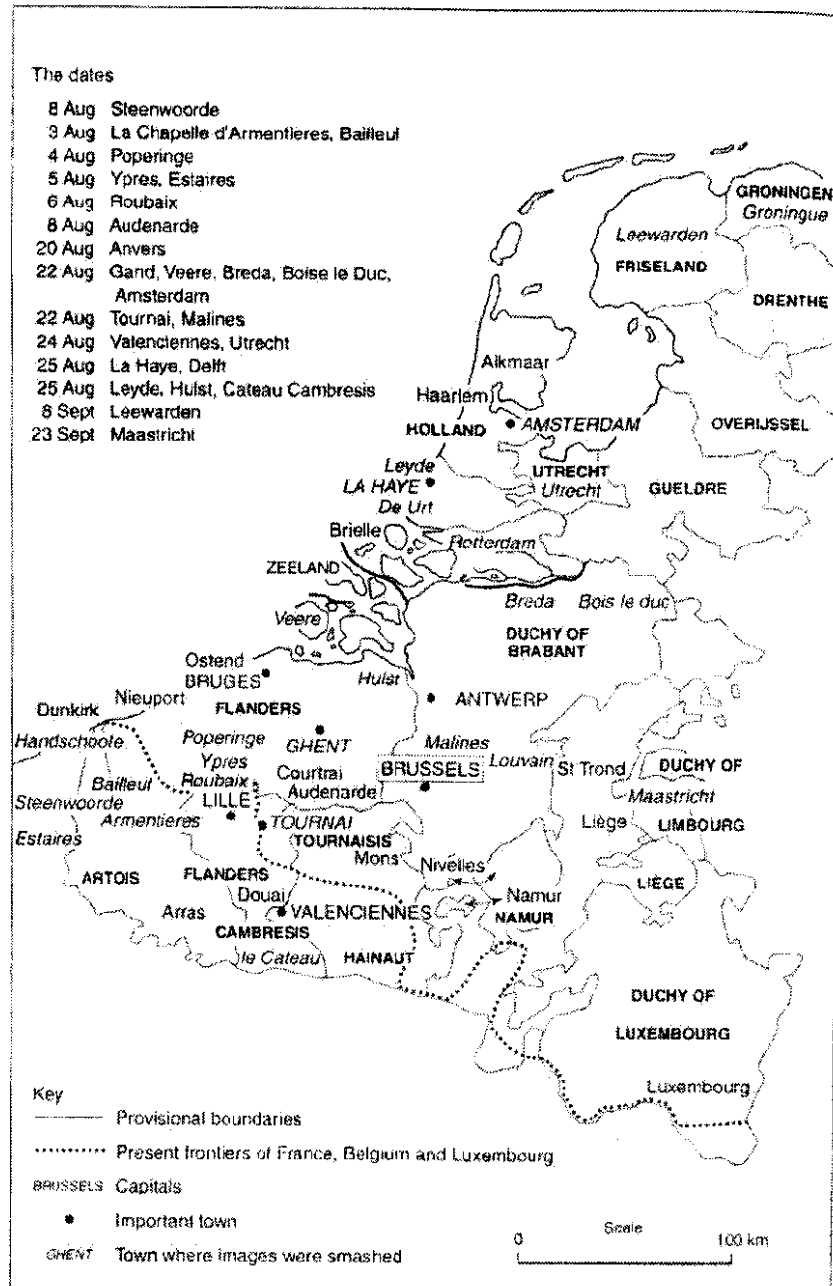 The dates
8 Aug Steenwoorde
3 Aug La Chapelle d'Armentieres, Bailleul
4 Aug Poperinge
5 Aug Ypres, Estaires
6 Aug Roubaix
8 Aug Audenarde
20 Aug Anvers
22 Aug Gand, Veere, Breda, Boise le Duc,
Amsterdam
22 Aug Tournai, Malines
24 Aug Valenciennes, Utrecht
25 Aug La Haye, Delft
25 Aug Leyde, Hulst, Cateau Cambresis
8 Sept Leewarden
23 Sept Maastricht
GRONINGEN
Groningue
Leewarden
FRISELAND
DRENTHE
Alkmaar
Haarlem
HOLLAND
AMSTERDAM
OVERIJSSEL
Leyde
UTRECHT
LA HAYE
Utrecht
GUELDRE
De Urt
Brielle
Rotterdam
ZEELAND
Breda
Bois le duc
Veere
DUCHY OF
BRABANT
Ostend
BRUGES
Hulst
ANTWERP
Nieuport
Dunkirk
FLANDERS
Handschoote
Poperinge
GHENT
Malines
Ypres
BRUSSELS
Louvain
St Trond
DUCHY OF
Bailleul
Roubaix
Courtrai
Steenwoorde
LILLE
Audenarde
Maastricht
Armentieres
TOURNAI
Liège
LIMBOURG
Estaires
TOURNAISIS
Mons
Nivelles
ARTOIS
FLANDERS
LIÈGE
Douai
Namur
Arras
VALENCIENNES
NAMUR
CAMBRESIS
le Cateau
HAINAUT
DUCHY OF
LUXEMBOURG
Luxembourg
Key
Provisional boundaries
Present frontiers of France, Belgium and Luxembourg
BRUSSELS Capitals
Important town
GHENT Town where images were smashed
Scale
0 100 km